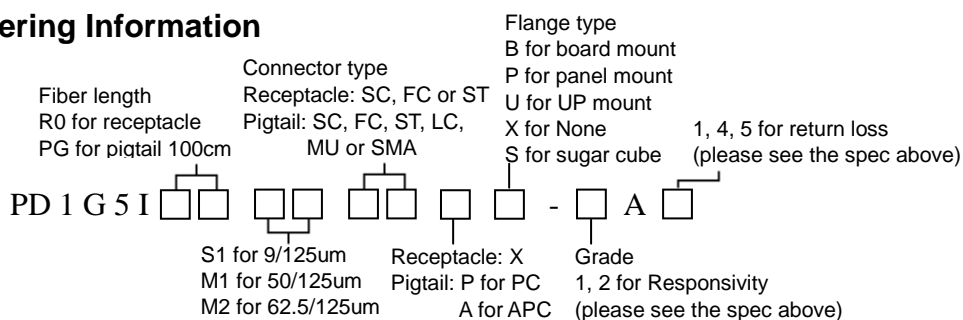 ering Information
Fiber length
R0 for receptacle
PG for pigtail 100cm
Connector type
Receptacle: SC, FC or ST
Pigtail: SC, FC, ST, LC,
MU or SMA
Flange type
B for board mount
P for panel mount
U for UP mount
X for None
S for sugar cube
1, 4, 5 for return loss
(please see the spec above)
PD 1 G 5 I - A
S1 for 9/125um
M1 for 50/125um
M2 for 62.5/125um
Receptacle: X
Pigtail: P for PC
A for APC
Grade
1, 2 for Responsivity
(please see the spec above)